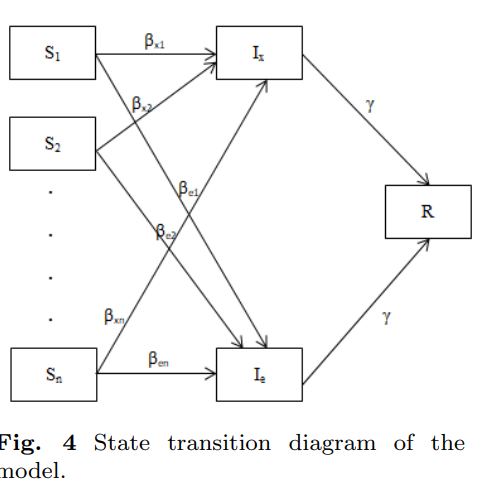 S₁
βₓ₁
Iₓ
βₓ₂
γ
S₂
βₑ₁
R
βₑ₂
βₓₙ
γ
Sₙ
βₑₙ
Iₑ
Fig. 4 State transition diagram of the
model.